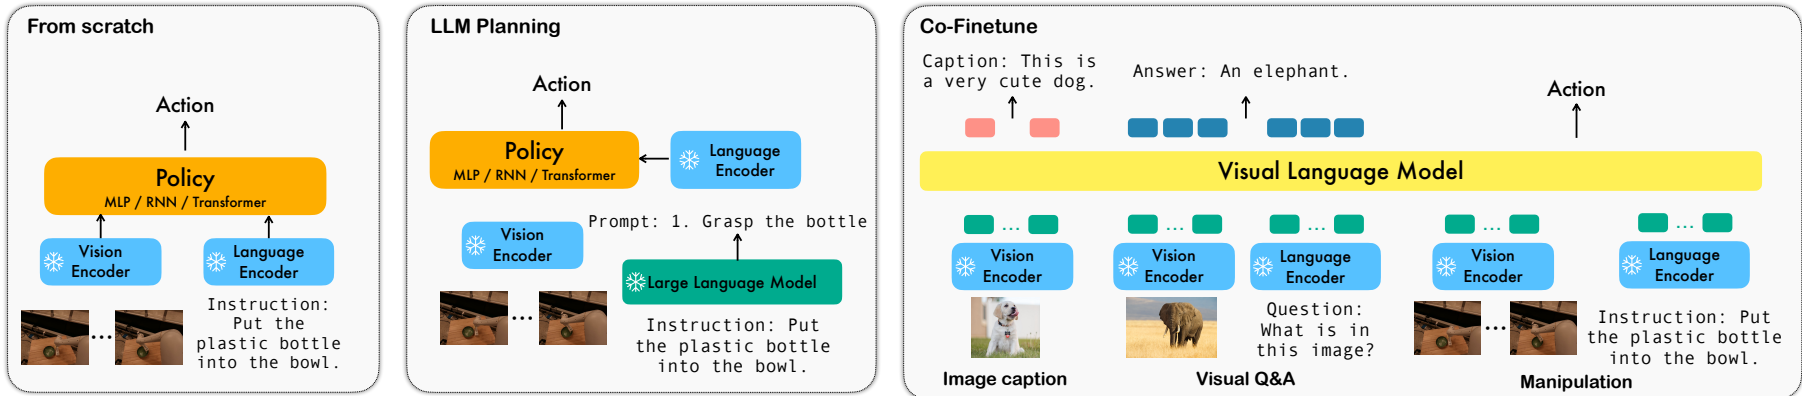 From scratch
Action
Policy
MLP / RNN / Transformer
Vision
Encoder
Language
Encoder
...
Instruction:
Put the
plastic bottle
into the bowl.
LLM Planning
Action
Policy
MLP / RNN / Transformer
Language
Encoder
Vision
Encoder
Prompt: 1. Grasp the bottle
Large Language Model
...
Instruction: Put
the plastic bottle
into the bowl.
Co-Finetune
Caption: This is
a very cute dog.
Answer: An elephant.
Action
Visual Language Model
...
...
...
...
...
Vision
Encoder
Vision
Encoder
Language
Encoder
Vision
Encoder
Language
Encoder
Question:
What is in
this image?
...
Instruction: Put
the plastic bottle
into the bowl.
Image caption
Visual Q&A
Manipulation